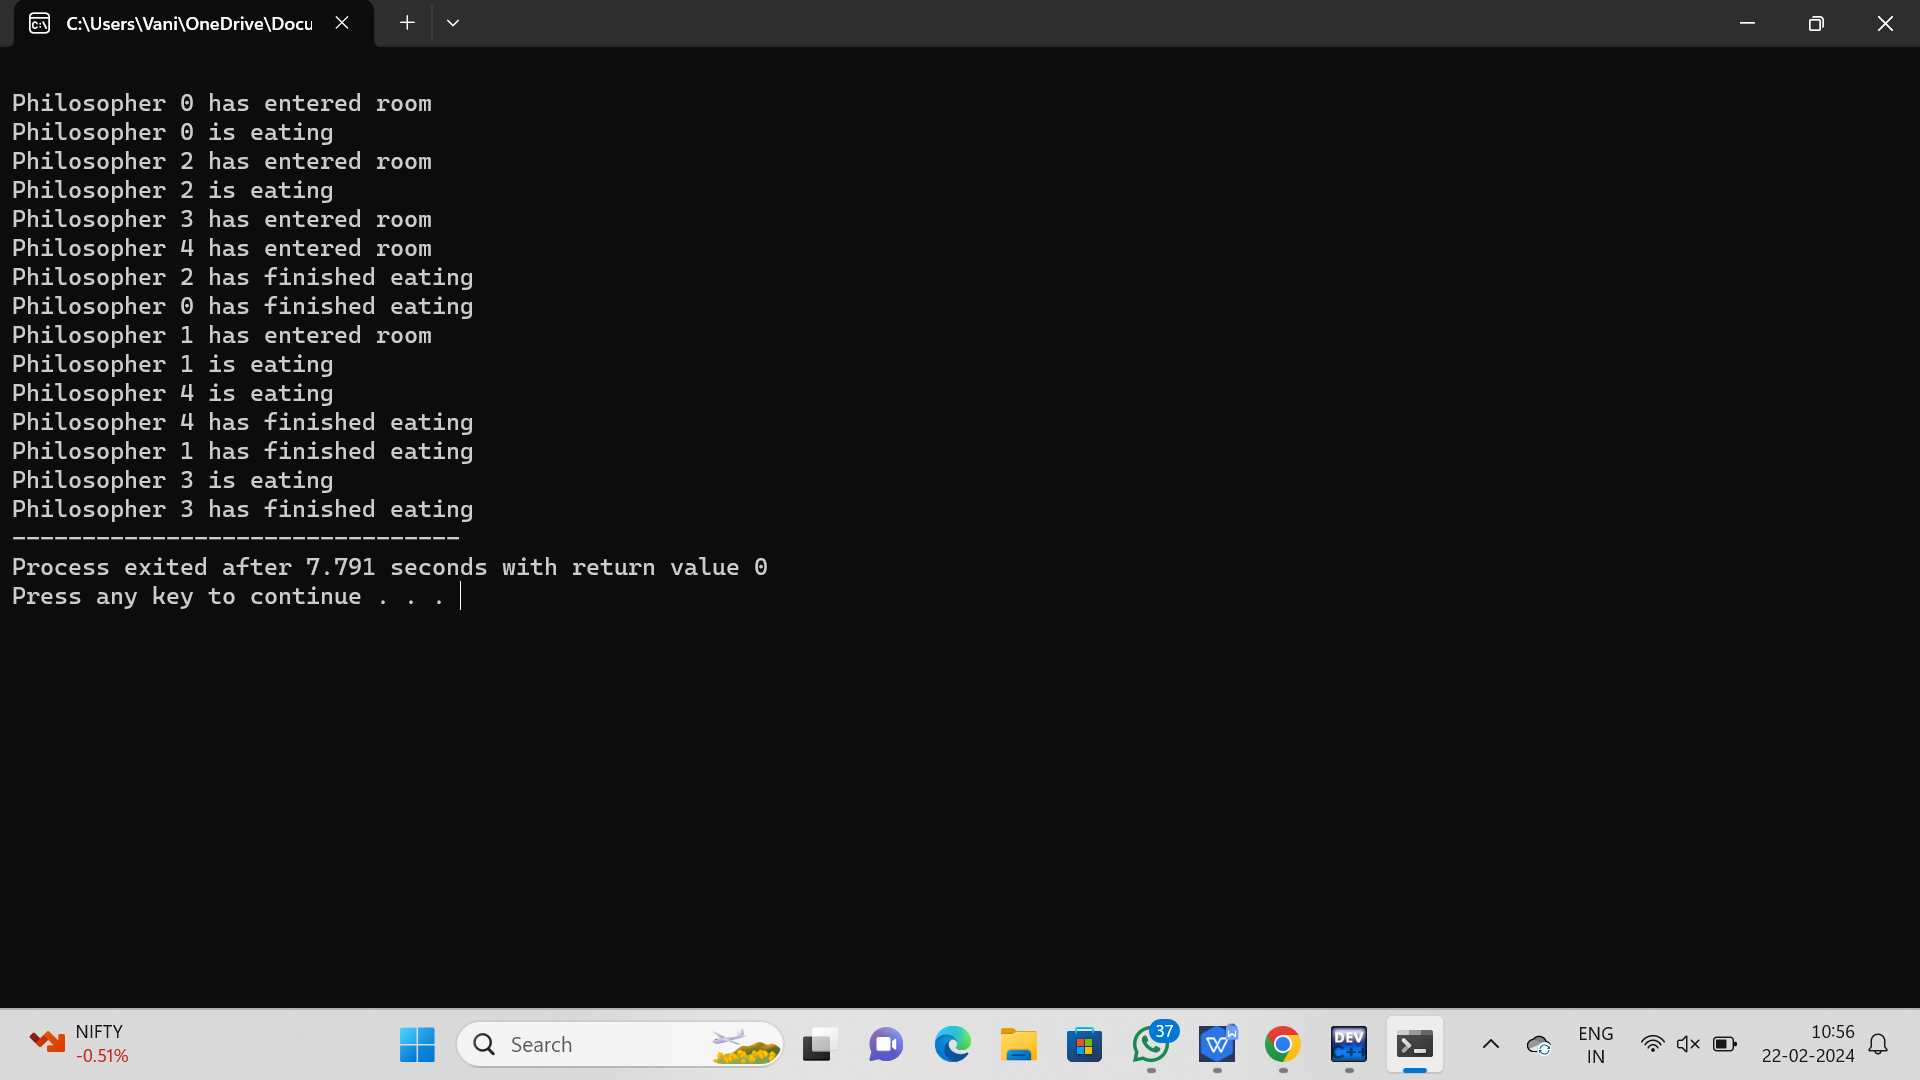 C:\Users\Vani\OneDrive\Docu
Philosopher 0 has entered room
Philosopher 0 is eating
Philosopher 2 has entered room
Philosopher 2 is eating
Philosopher 3 has entered room
Philosopher 4 has entered room
Philosopher 2 has finished eating
Philosopher 0 has finished eating
Philosopher 1 has entered room
Philosopher 1 is eating
Philosopher 4 is eating
Philosopher 4 has finished eating
Philosopher 1 has finished eating
Philosopher 3 is eating
Philosopher 3 has finished eating
--------------------------------
Process exited after 7.791 seconds with return value 0
Press any key to continue . . .
NIFTY
-0.51%
Search
37
DEV
C++
ENG
IN
10:56
22-02-2024